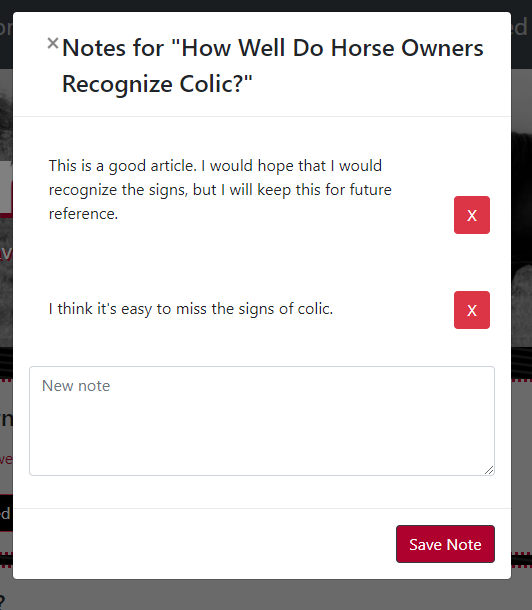 × Notes for "How Well Do Horse Owners
Recognize Colic?"
This is a good article. I would hope that I would
recognize the signs, but I will keep this for future
reference.
X
I think it's easy to miss the signs of colic.
X
New note
Save Note